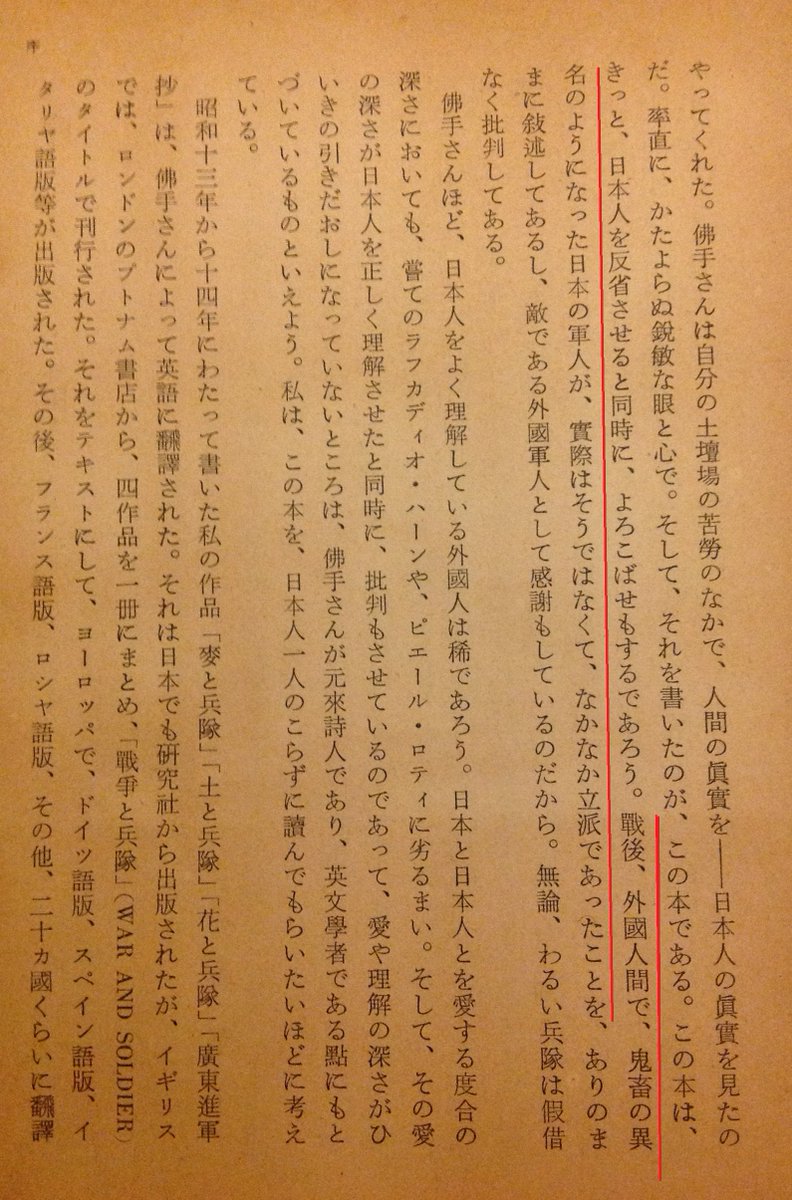 やってくれた。佛手さんは自分の土壇場の苦勞のなかで、人間の眞實を――日本人の眞實を見たの
だ。率直に、かたよらぬ鋭敏な眼と心で。そして、それを書いたのが、この本である。この本は、
きっと、日本人を反省させると同時に、よろこばせもするであろう。戰後、外國人間で、鬼畜の異
名のようになった日本の軍人が、實際はそうではなくて、なかなか立派であったことを、ありのま
まに敍述してあるし、敵である外國軍人として感謝もしているのだから。無論、わるい兵隊は假借
なく批判してある。
佛手さんほど、日本人をよく理解している外國人は稀であろう。日本と日本人とを愛する度合の
深さにおいても、嘗てのラフカディオ・ハーンや、ピエール・ロティに劣るまい。そして、その愛
の深さが日本人を正しく理解させたと同時に、批判もさせているのであって、愛や理解の深さがひ
いきの引きだおしになっていないところは、佛手さんが元來詩人であり、英文學者である點にもと
づいているものといえよう。私は、この本を、日本人一人のこらずに讀んでもらいたいほどに考え
ている。
昭和十三年から十四年にわたって書いた私の作品「麥と兵隊」「土と兵隊」「花と兵隊」「廣東進軍
抄」は、佛手さんによって英語に飜譯された。それは日本でも硏究社から出版されたが、イギリス
では、ロンドンのプトナム書店から、四作品を一冊にまとめ、「戰爭と兵隊」(WAR AND SOLDIER)
のタイトルで刊行された。それをテキストにして、ヨーロッパで、ドイツ語版、スペイン語版、イ
タリヤ語版等が出版された。その後、フランス語版、ロシヤ語版、その他、二十カ國くらいに飜譯